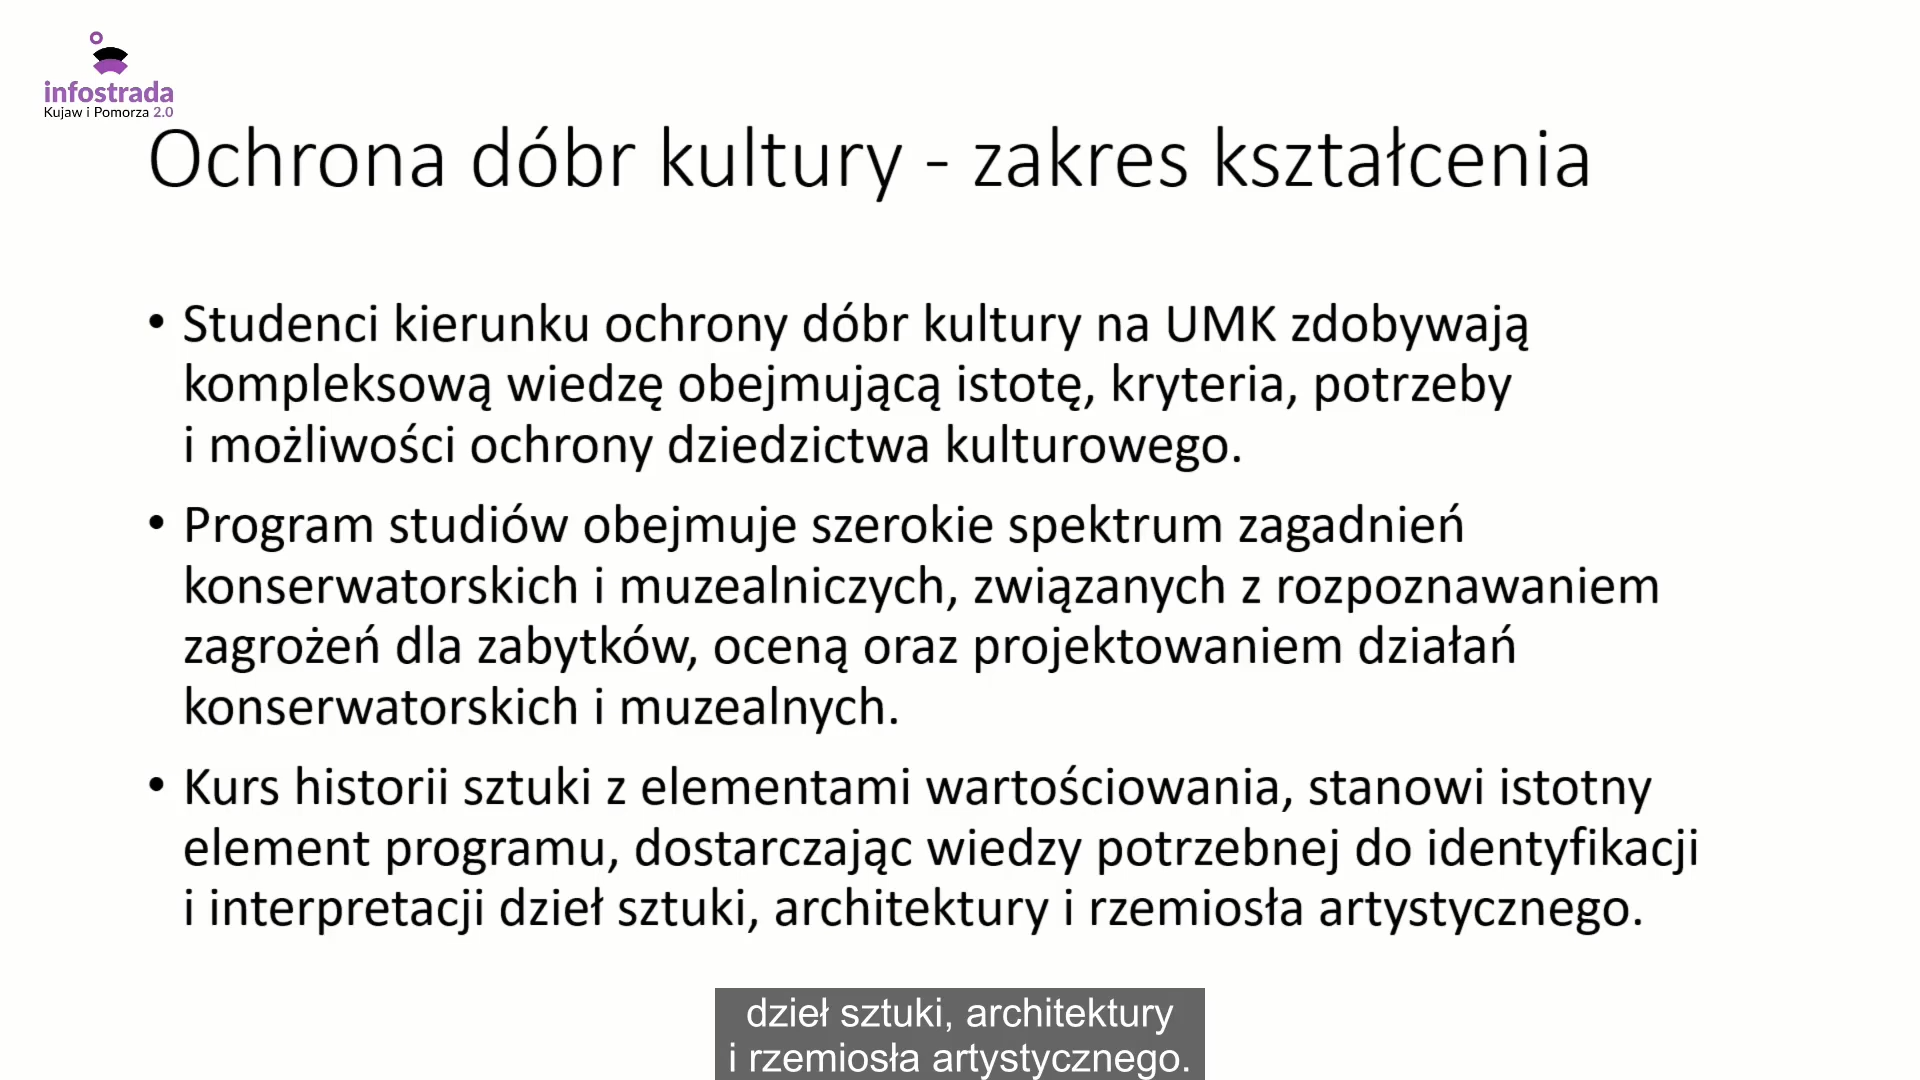 infostrada
Kujaw i Pomorza 2.0
Ochrona dóbr kultury - zakres kształcenia
• Studenci kierunku ochrony dóbr kultury na UMK zdobywają
kompleksową wiedzę obejmującą istotę, kryteria, potrzeby
i możliwości ochrony dziedzictwa kulturowego.
• Program studiów obejmuje szerokie spektrum zagadnień
konserwatorskich i muzealniczych, związanych z rozpoznawaniem
zagrożeń dla zabytków, oceną oraz projektowaniem działań
konserwatorskich i muzealnych.
• Kurs historii sztuki z elementami wartościowania, stanowi istotny
element programu, dostarczając wiedzy potrzebnej do identyfikacji
i interpretacji dzieł sztuki, architektury i rzemiosła artystycznego.
dzieł sztuki, architektury
i rzemiosła artystycznego.